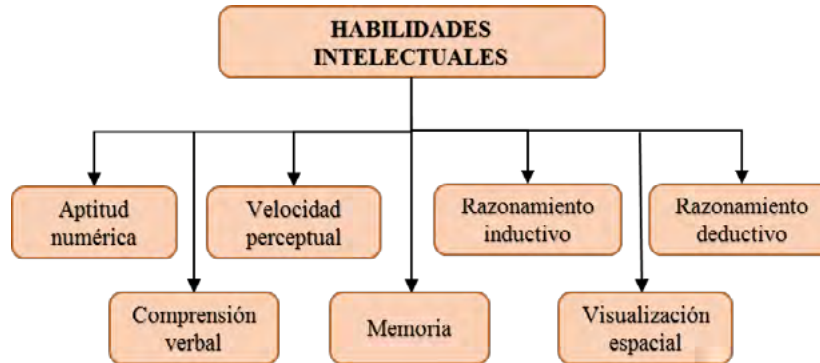 HABILIDADES
INTELECTUALES
Aptitud
numérica
Velocidad
perceptual
Razonamiento
inductivo
Razonamiento
deductivo
Comprensión
verbal
Memoria
Visualización
espacial